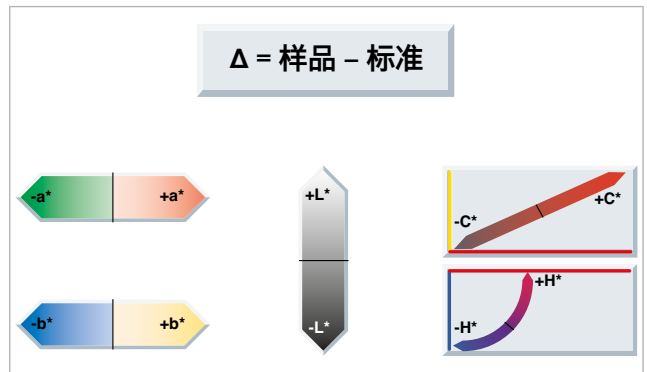 Δ = 样品 – 标准
-a*
+a*
+L*
-L*
-b*
+b*
-C*
+C*
+H*
-H*